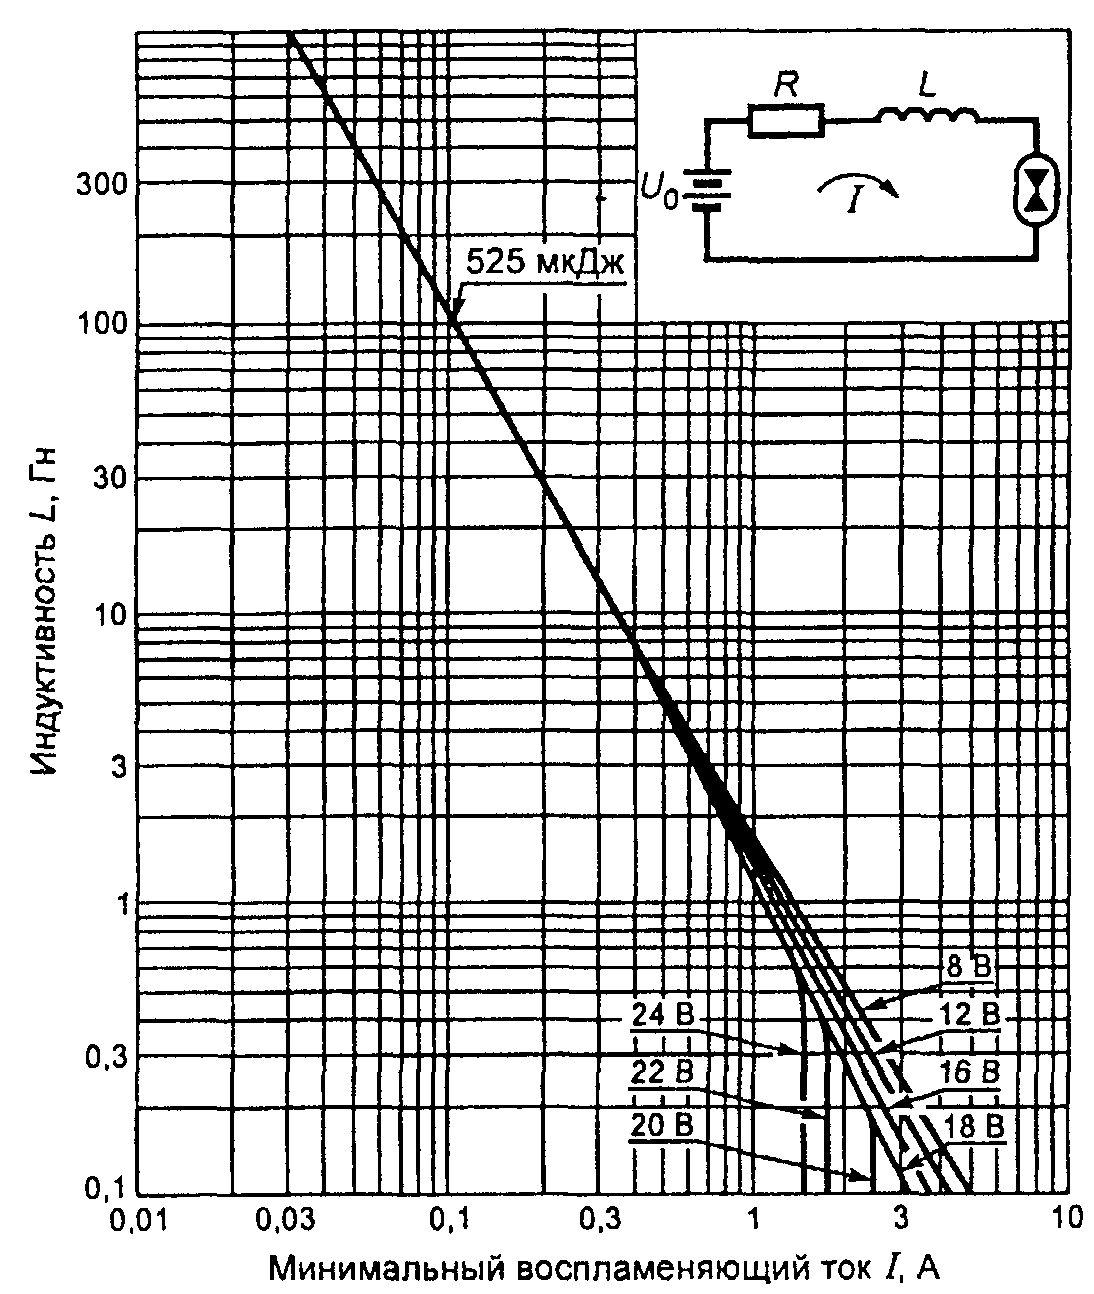 R
L
U0
I
525 мкДж
300
100
30
10
3
1
0,3
0,1
Индуктивность L, Гн
8 В
24 В
12 В
22 В
16 В
20 В
18 В
0,01
0,03
0,1
0,3
1
3
10
Минимальный воспламеняющий ток I, А